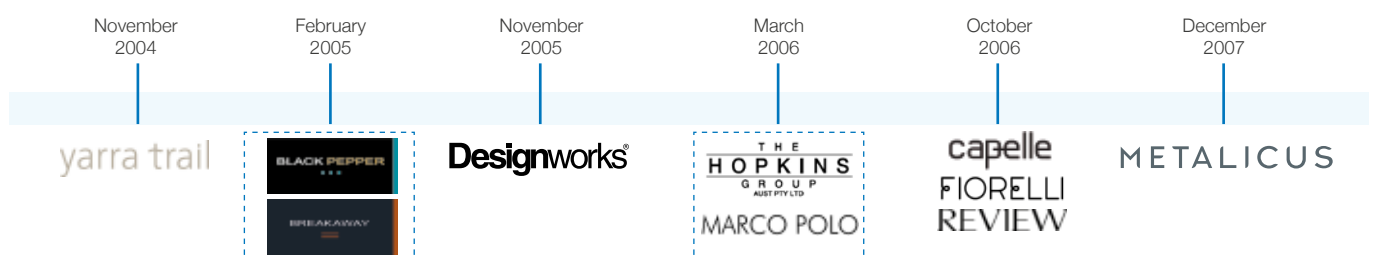 November
2004
February
2005
November
2005
March
2006
October
2006
December
2007
yarra trail
BLACK PEPPER
BREAKAWAY
Designworks®
THE
HOPKINS
GROUP
AUST PTY LTD
MARCO POLO
capelle
FIORELLI
REVIEW
METALICUS